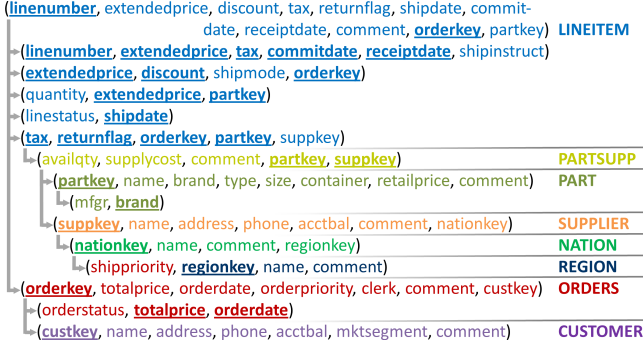 (linenumber, extendedprice, discount, tax, returnflag, shipdate, commit-
date, receiptdate, comment, orderkey, partkey) LINEITEM
(linenumber, extendedprice, tax, commitdate, receiptdate, shipinstruct)
(extendedprice, discount, shipmode, orderkey)
(quantity, extendedprice, partkey)
(linestatus, shipdate)
(tax, returnflag, orderkey, partkey, suppkey)
(availqty, supplycost, comment, partkey, suppkey) PARTSUPP
(partkey, name, brand, type, size, container, retailprice, comment) PART
(mfgr, brand)
(suppkey, name, address, phone, acctbal, comment, nationkey) SUPPLIER
(nationkey, name, comment, regionkey) NATION
(shippriority, regionkey, name, comment) REGION
(orderkey, totalprice, orderdate, orderpriority, clerk, comment, custkey) ORDERS
(orderstatus, totalprice, orderdate)
(custkey, name, address, phone, acctbal, mktsegment, comment) CUSTOMER